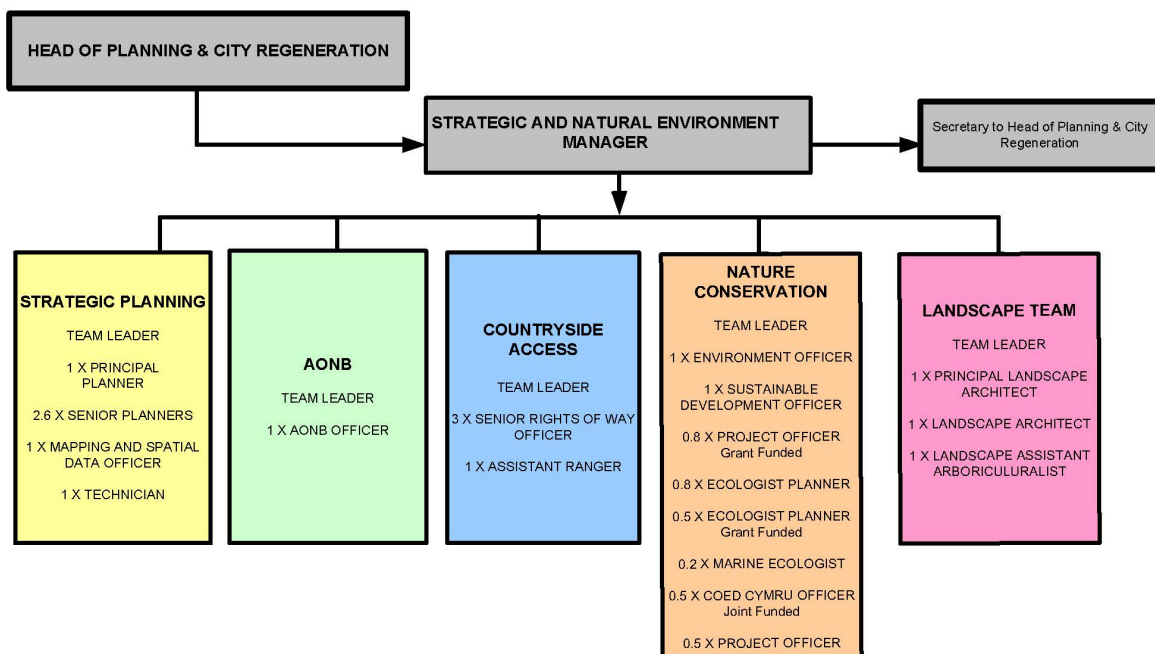 HEAD OF PLANNING & CITY REGENERATION
STRATEGIC AND NATURAL ENVIRONMENT
MANAGER
Secretary to Head of Planning & City
Regeneration
STRATEGIC PLANNING
TEAM LEADER
1 X PRINCIPAL
PLANNER
2.6 X SENIOR PLANNERS
1 X MAPPING AND SPATIAL
DATA OFFICER
1 X TECHNICIAN
AONB
TEAM LEADER
1 X AONB OFFICER
COUNTRYSIDE
ACCESS
TEAM LEADER
3 X SENIOR RIGHTS OF WAY
OFFICER
1 X ASSISTANT RANGER
NATURE
CONSERVATION
TEAM LEADER
1 X ENVIRONMENT OFFICER
1 X SUSTAINABLE
DEVELOPMENT OFFICER
0.8 X PROJECT OFFICER
Grant Funded
0.8 X ECOLOGIST PLANNER
0.5 X ECOLOGIST PLANNER
Grant Funded
0.2 X MARINE ECOLOGIST
0.5 X COED CYMRU OFFICER
Joint Funded
0.5 X PROJECT OFFICER
LANDSCAPE TEAM
TEAM LEADER
1 X PRINCIPAL LANDSCAPE
ARCHITECT
1 X LANDSCAPE ARCHITECT
1 X LANDSCAPE ASSISTANT
ARBORICULURALIST